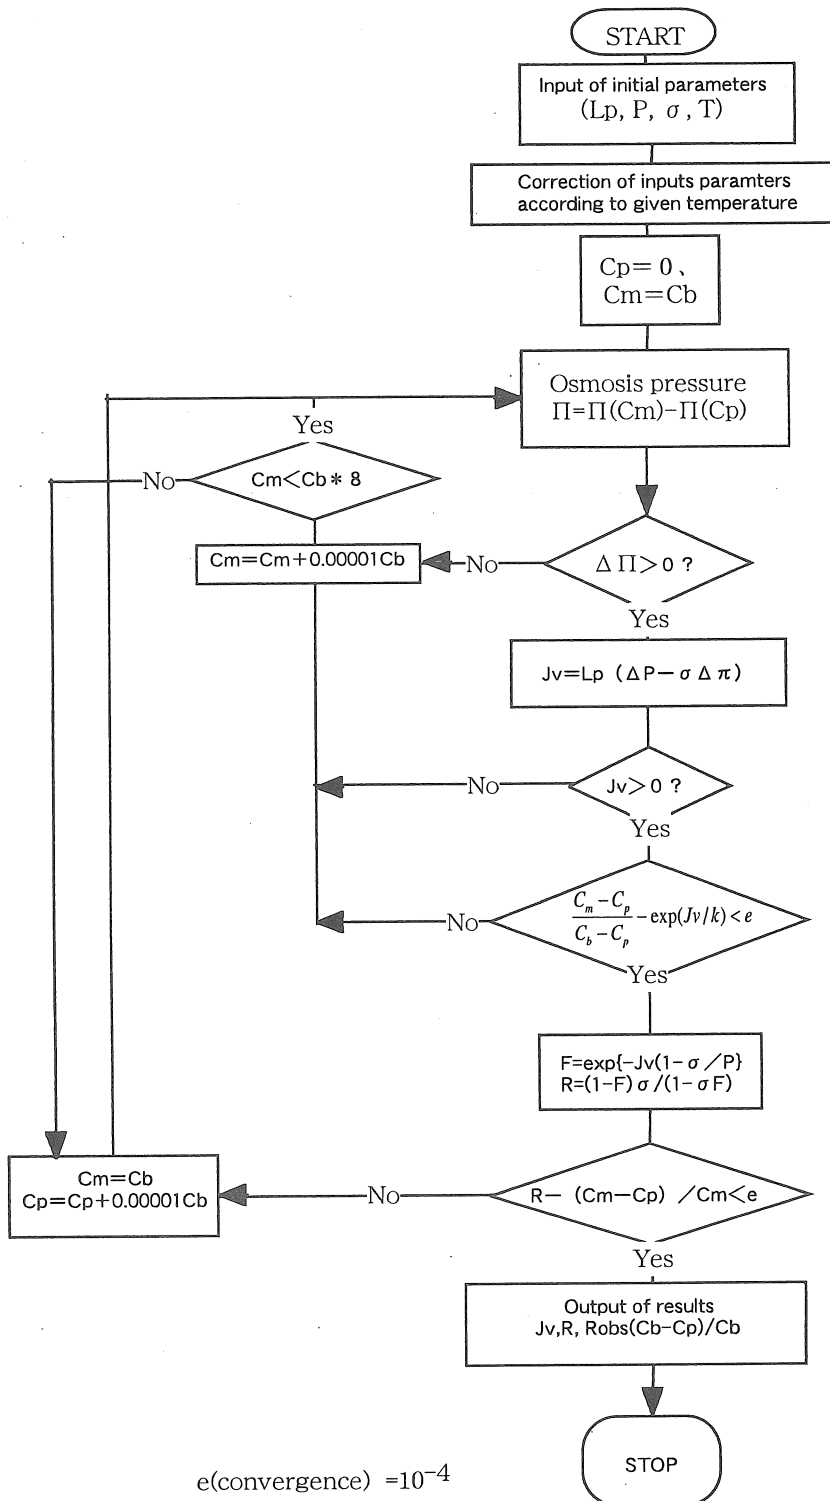 START
Input of initial parameters
(Lp, P, σ, T)
Correction of inputs paramters
according to given temperature
Cp=0、
Cm=Cb
Osmosis pressure
Π=Π(Cm)-Π(Cp)
Yes
Cm<Cb* 8
No
Cm=Cm+0.00001Cb
No
ΔΠ>0 ?
Yes
Jv=Lp (ΔP-σΔπ)
No
Jv>0 ?
Yes
No
(C_m - C_p)/(C_b - C_p) - exp(Jv/k) < e
Yes
F=exp{-Jv(1-σ/P}
R=(1-F)σ/(1-σF)
Cm=Cb
Cp=Cp+0.00001Cb
No
R- (Cm-Cp) /Cm<e
Yes
Output of results
Jv,R, Robs(Cb-Cp)/Cb
STOP
e(convergence) =10⁻⁴